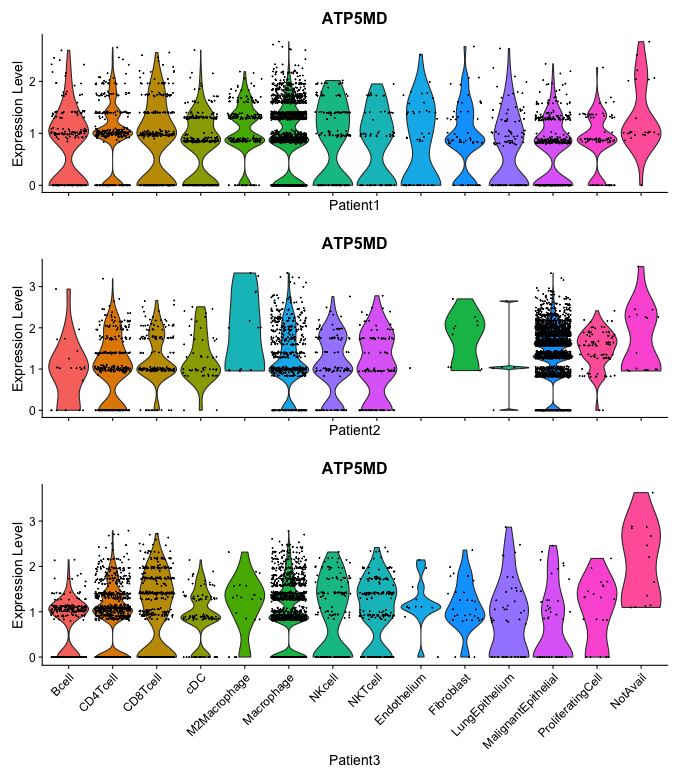 ATP5MD
Expression Level
2
1
0
Patient1
ATP5MD
Expression Level
3
2
1
0
Patient2
ATP5MD
Expression Level
3
2
1
0
Bcell
CD4Tcell
CD8Tcell
cDC
M2Macrophage
Macrophage
NKcell
NKTcell
Endothelium
Fibroblast
LungEpithelium
MalignantEpithelial
ProliferatingCell
NotAvail
Patient3